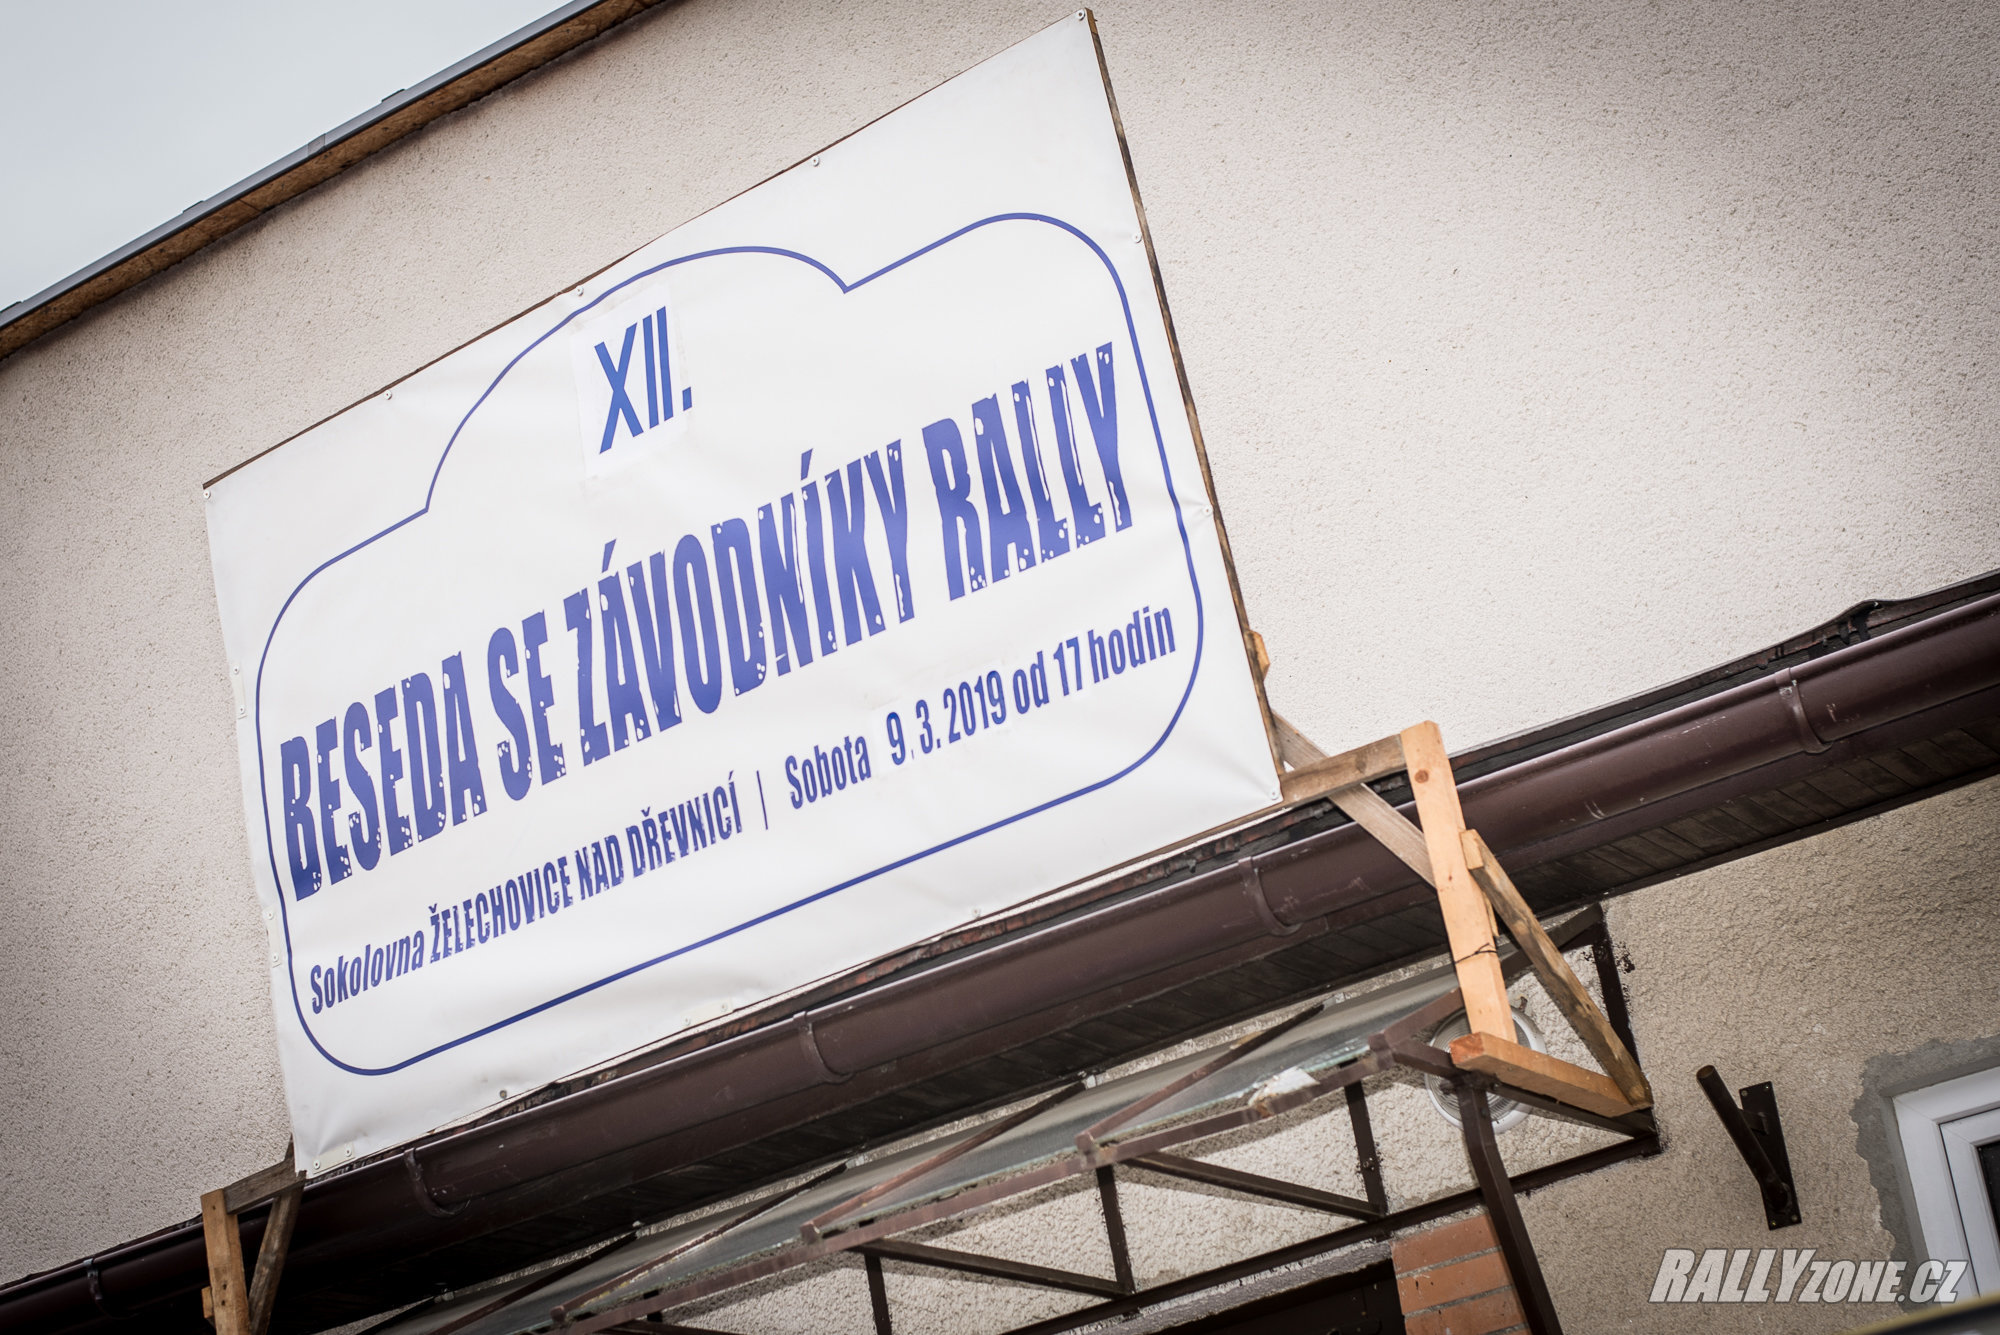 XII.
BESEDA SE ZÁVODNÍKY RALLY
Sokolovna ŽELECHOVICE NAD DŘEVNICÍ | Sobota 9. 3. 2019 od 17 hodin
RALLYZONE.CZ